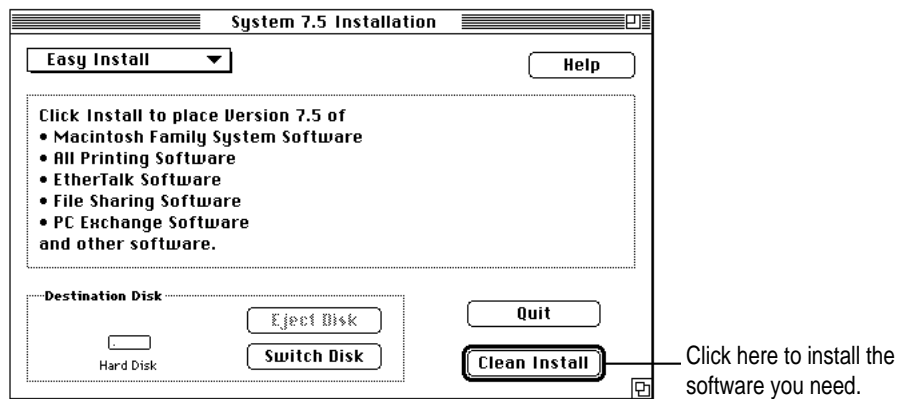 System 7.5 Installation
Easy Install
Help
Click Install to place Version 7.5 of
• Macintosh Family System Software
• All Printing Software
• EtherTalk Software
• File Sharing Software
• PC Exchange Software
and other software.
Destination Disk
Eject Disk
Quit
Hard Disk
Switch Disk
Clean Install
Click here to install the
software you need.